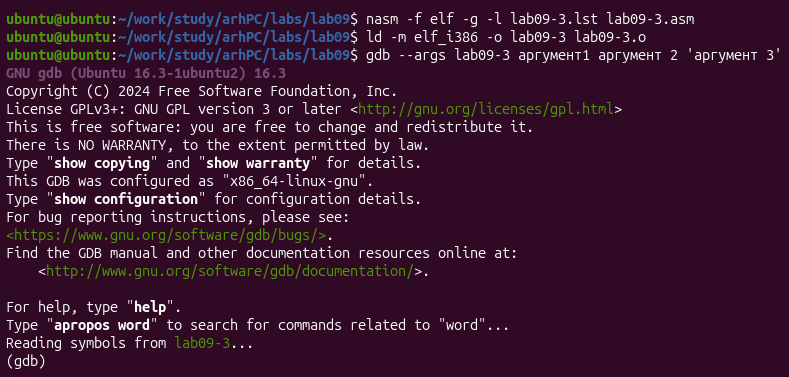 ubuntu@ubuntu:~/work/study/arhPC/labs/lab09$ nasm -f elf -g -l lab09-3.lst lab09-3.asm
ubuntu@ubuntu:~/work/study/arhPC/labs/lab09$ ld -m elf_i386 -o lab09-3 lab09-3.o
ubuntu@ubuntu:~/work/study/arhPC/labs/lab09$ gdb --args lab09-3 аргумент1 аргумент 2 'аргумент 3'
GNU gdb (Ubuntu 16.3-1ubuntu2) 16.3
Copyright (C) 2024 Free Software Foundation, Inc.
License GPLv3+: GNU GPL version 3 or later <http://gnu.org/licenses/gpl.html>
This is free software: you are free to change and redistribute it.
There is NO WARRANTY, to the extent permitted by law.
Type "show copying" and "show warranty" for details.
This GDB was configured as "x86_64-linux-gnu".
Type "show configuration" for configuration details.
For bug reporting instructions, please see:
<https://www.gnu.org/software/gdb/bugs/>.
Find the GDB manual and other documentation resources online at:
    <http://www.gnu.org/software/gdb/documentation/>.

For help, type "help".
Type "apropos word" to search for commands related to "word"...
Reading symbols from lab09-3...
(gdb)